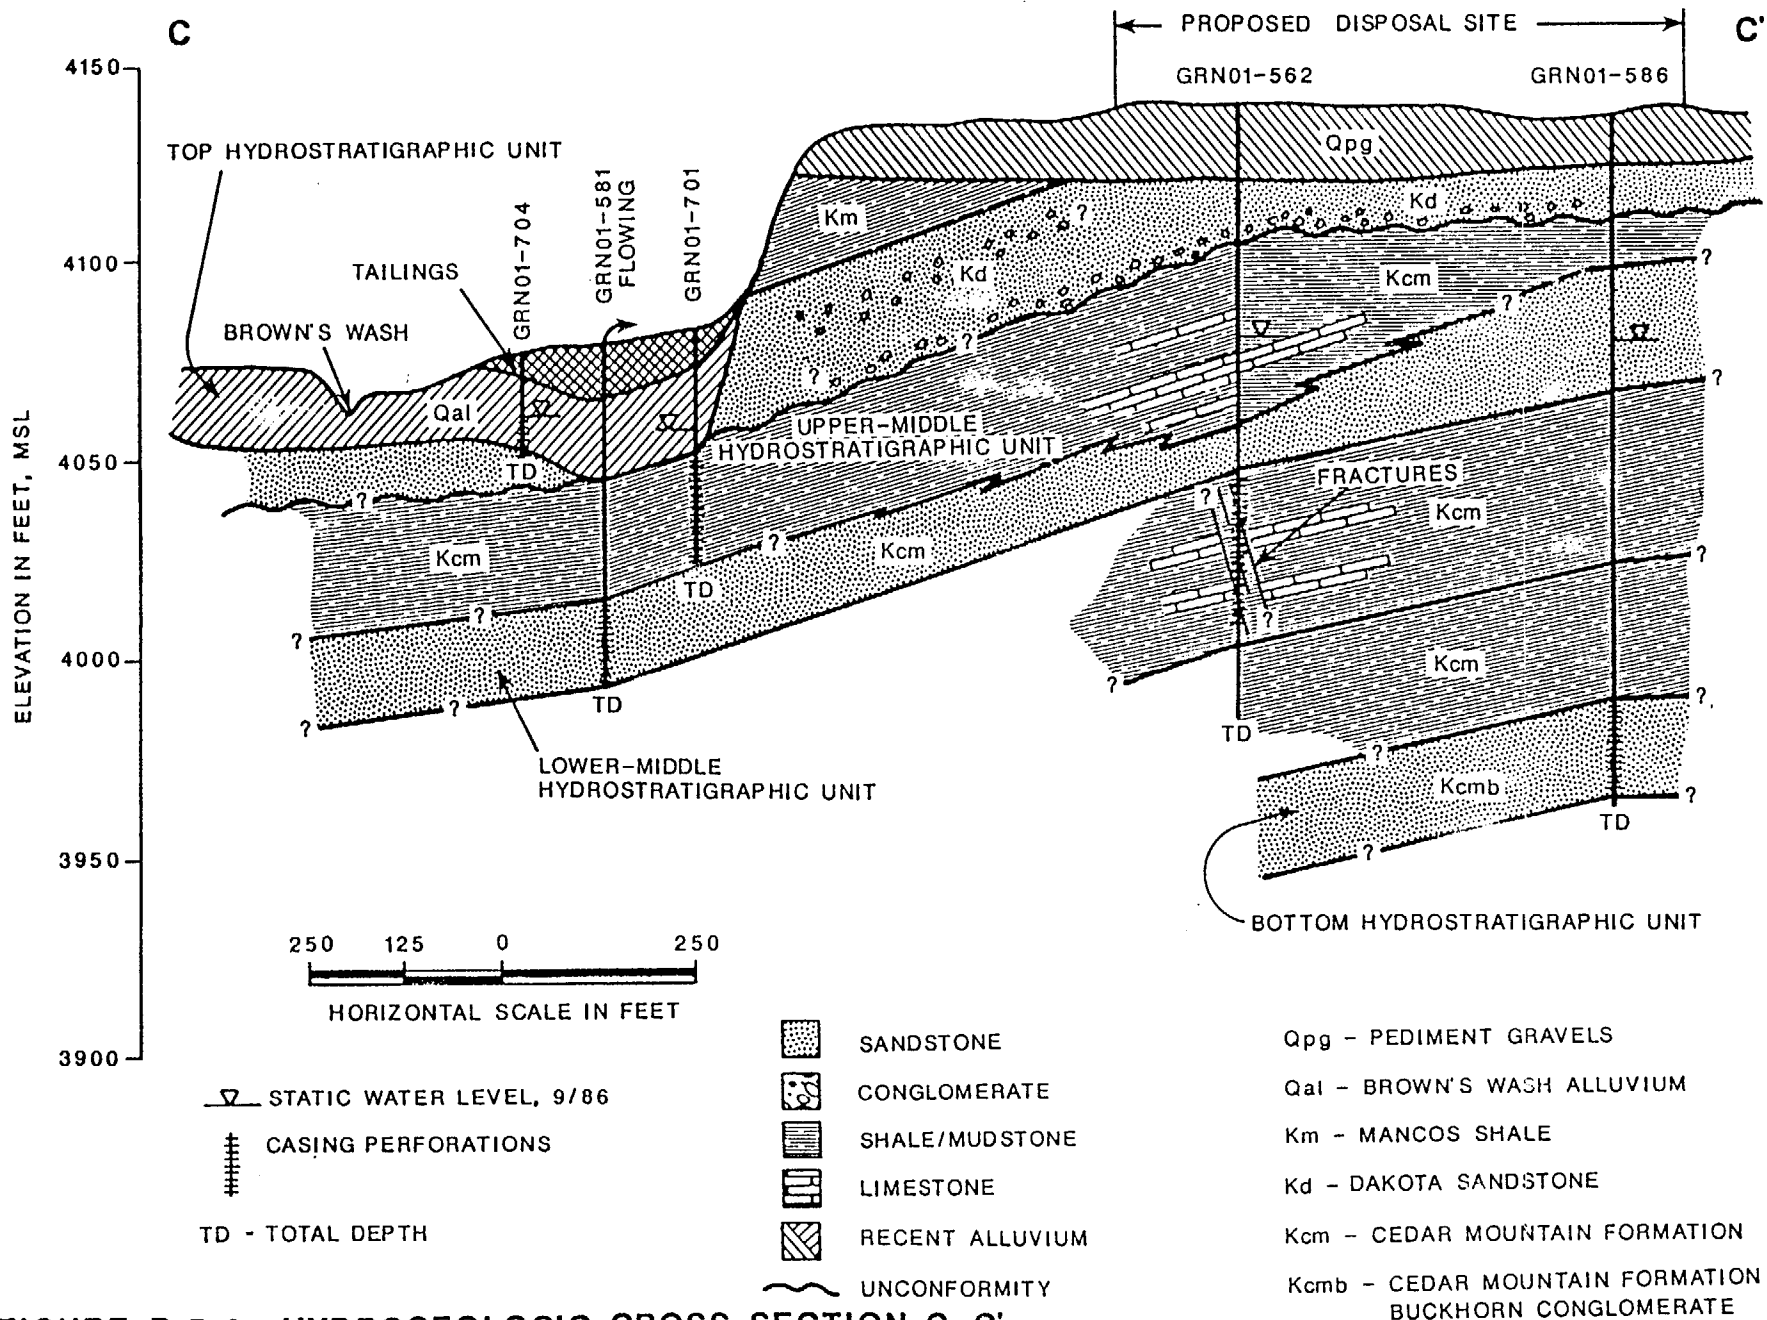 C
C'
PROPOSED DISPOSAL SITE
GRN01-562
GRN01-586
4150
4100
4050
4000
3950
3900
ELEVATION IN FEET, MSL
TOP HYDROSTRATIGRAPHIC UNIT
TAILINGS
BROWN'S WASH
GRN01-704
GRN01-581
FLOWING
GRN01-701
Qpg
Km
Kd
?
Kd
Kcm
?
?
?
Qal
TD
?
UPPER-MIDDLE
HYDROSTRATIGRAPHIC UNIT
?
?
FRACTURES
?
Kcm
?
Kcm
TD
?
Kcm
?
?
?
?
?
TD
?
Kcm
?
TD
?
?
Kcmb
?
TD
?
LOWER-MIDDLE
HYDROSTRATIGRAPHIC UNIT
BOTTOM HYDROSTRATIGRAPHIC UNIT
250 125 0 250
HORIZONTAL SCALE IN FEET
STATIC WATER LEVEL, 9/86
CASING PERFORATIONS
TD - TOTAL DEPTH
SANDSTONE
CONGLOMERATE
SHALE/MUDSTONE
LIMESTONE
RECENT ALLUVIUM
UNCONFORMITY
Qpg - PEDIMENT GRAVELS
Qal - BROWN'S WASH ALLUVIUM
Km - MANCOS SHALE
Kd - DAKOTA SANDSTONE
Kcm - CEDAR MOUNTAIN FORMATION
Kcmb - CEDAR MOUNTAIN FORMATION
BUCKHORN CONGLOMERATE
HYDROGEOLOGIC CROSS SECTION C-C'